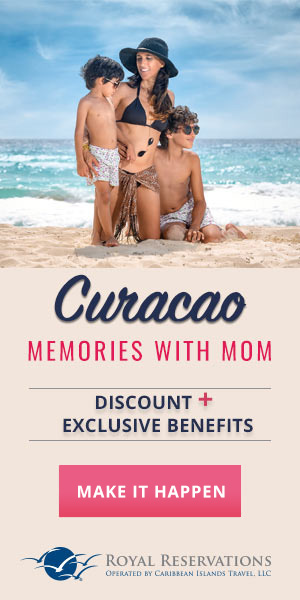 Curacao
MEMORIES WITH MOM
DISCOUNT +
EXCLUSIVE BENEFITS
MAKE IT HAPPEN
ROYAL RESERVATIONS
OPERATED BY CARIBBEAN ISLANDS TRAVEL, LLC